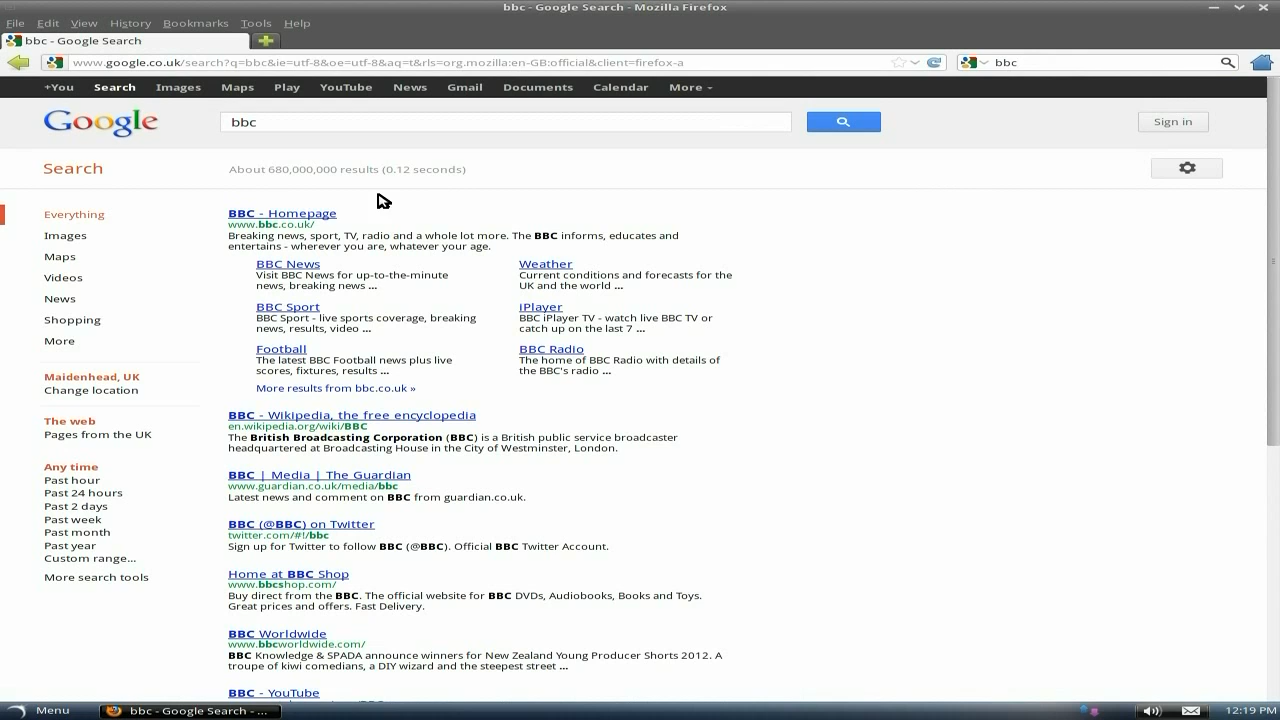 bbc - Google Search - Mozilla Firefox
File Edit View History Bookmarks Tools Help
bbc - Google Search
www.google.co.uk/search?q=bbc&ie=utf-8&oe=utf-8&aq=t&rls=org.mozilla:en-GB:official&client=firefox-a
bbc
+You Search Images Maps Play YouTube News Gmail Documents Calendar More
Google
bbc
Sign in
Search
About 680,000,000 results (0.12 seconds)
Everything
Images
Maps
Videos
News
Shopping
More
Maidenhead, UK
Change location
The web
Pages from the UK
Any time
Past hour
Past 24 hours
Past 2 days
Past week
Past month
Past year
Custom range...
More search tools
BBC - Homepage
www.bbc.co.uk/
Breaking news, sport, TV, radio and a whole lot more. The BBC informs, educates and
entertains - wherever you are, whatever your age.
BBC News
Visit BBC News for up-to-the-minute
news, breaking news ...
Weather
Current conditions and forecasts for the
UK and the world ...
BBC Sport
BBC Sport - live sports coverage, breaking
news, results, video ...
iPlayer
BBC iPlayer TV - watch live BBC TV or
catch up on the last 7 ...
Football
The latest BBC Football news plus live
scores, fixtures, results ...
BBC Radio
The home of BBC Radio with details of
the BBC's radio ...
More results from bbc.co.uk »
BBC - Wikipedia, the free encyclopedia
en.wikipedia.org/wiki/BBC
The British Broadcasting Corporation (BBC) is a British public service broadcaster
headquartered at Broadcasting House in the City of Westminster, London.
BBC | Media | The Guardian
www.guardian.co.uk/media/bbc
Latest news and comment on BBC from guardian.co.uk.
BBC (@BBC) on Twitter
twitter.com/#!/bbc
Sign up for Twitter to follow BBC (@BBC). Official BBC Twitter Account.
Home at BBC Shop
www.bbcshop.com/
Buy direct from the BBC. The official website for BBC DVDs, Audiobooks, Books and Toys.
Great prices and offers. Fast Delivery.
BBC Worldwide
www.bbcworldwide.com/
BBC Knowledge & SPADA announce winners for New Zealand Young Producer Shorts 2012. A
troupe of kiwi comedians, a DIY wizard and the steepest street ...
BBC - YouTube
Menu
bbc - Google Search - ...
12:19 PM